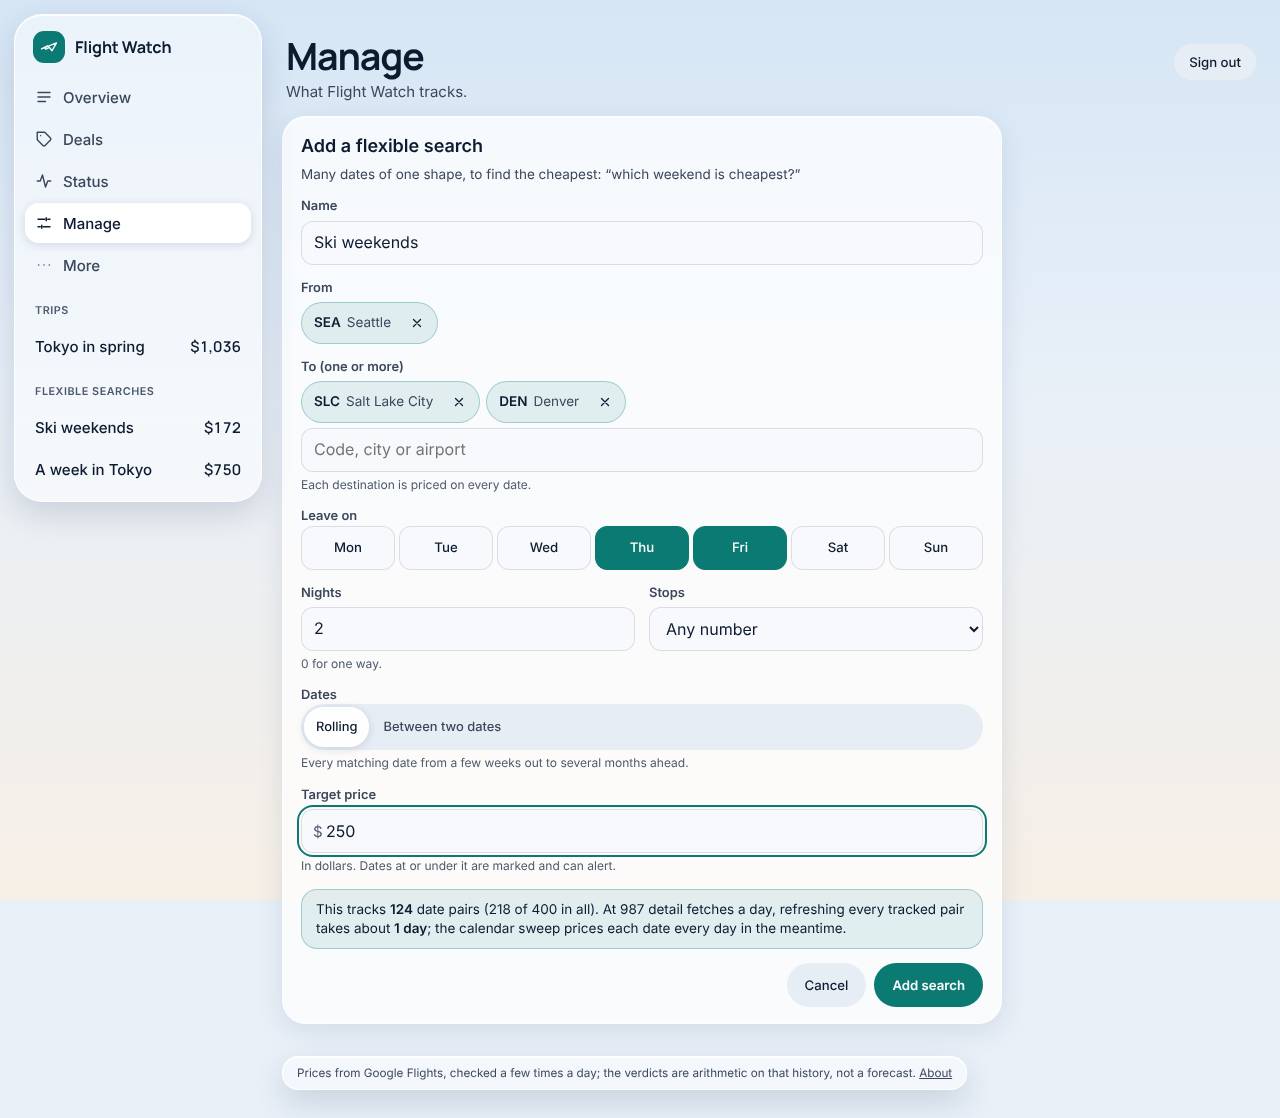 Flight Watch
Overview
Deals
Status
Manage
More
TRIPS
Tokyo in spring $1,036
FLEXIBLE SEARCHES
Ski weekends $172
A week in Tokyo $750
Manage
What Flight Watch tracks.
Sign out
Add a flexible search
Many dates of one shape, to find the cheapest: “which weekend is cheapest?”
Name
Ski weekends
From
SEA Seattle ×
To (one or more)
SLC Salt Lake City × DEN Denver ×
Code, city or airport
Each destination is priced on every date.
Leave on
Mon Tue Wed Thu Fri Sat Sun
Nights Stops
2 Any number
0 for one way.
Dates
Rolling Between two dates
Every matching date from a few weeks out to several months ahead.
Target price
$ 250
In dollars. Dates at or under it are marked and can alert.
This tracks 124 date pairs (218 of 400 in all). At 987 detail fetches a day, refreshing every tracked pair
takes about 1 day; the calendar sweep prices each date every day in the meantime.
Cancel Add search
Prices from Google Flights, checked a few times a day; the verdicts are arithmetic on that history, not a forecast. About